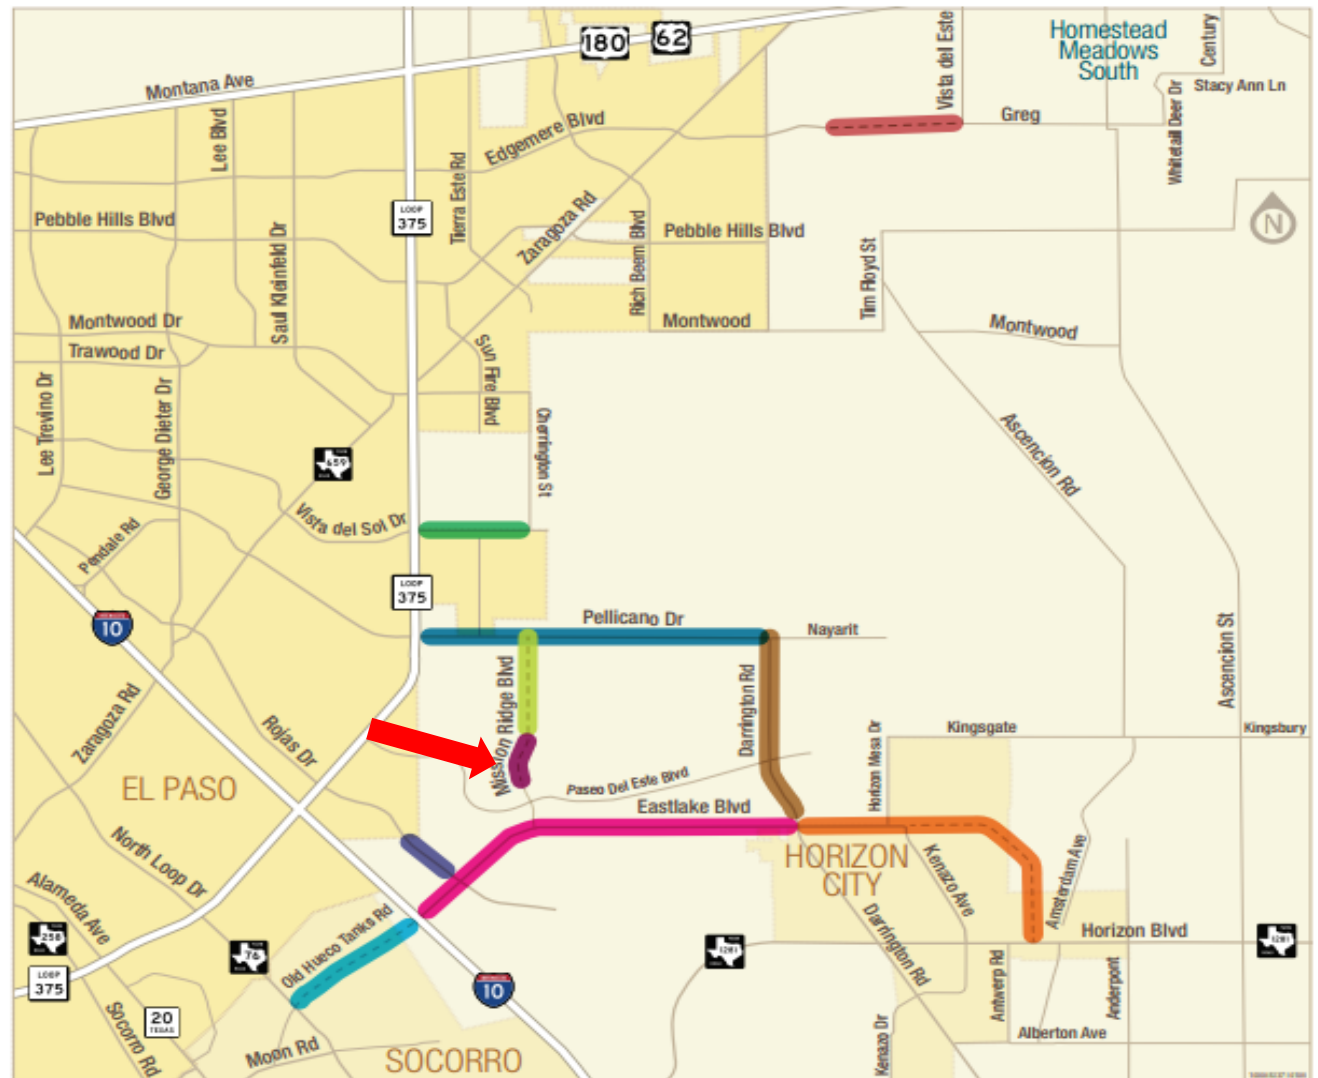 180
62
Homestead
Meadows
South
Vista del Este
Century
Montana Ave
Stacy Ann Ln
Lee Blvd
Edgemere Blvd
Greg
Whitetail Deer Dr
Tierra Este Rd
LOOP
375
Pebble Hills Blvd
Zaragoza Rd
Rich Beem Blvd
Pebble Hills Blvd
N
Saul Kleinfeld Dr
Tim Floyd St
Montwood Dr
Montwood
Montwood
Trawood Dr
Sun Fire Blvd
Lee Trevino Dr
George Dieter Dr
Cherrington St
Ascencion Rd
659
Vista del Sol Dr
Pendale Rd
LOOP
375
10
Pellicano Dr
Nayarit
Ascencion St
Mission Ridge Blvd
Darrington Rd
Zaragoza Rd
Rojas Dr
Horizon Mesa Dr
Kingsgate
Kingsbury
EL PASO
Paseo Del Este Blvd
Eastlake Blvd
North Loop Dr
HORIZON
CITY
Kenazo Ave
Amsterdam Ave
Alameda Ave
Old Hueco Tanks Rd
Darrington Rd
Horizon Blvd
258
76
1281
1281
LOOP
375
10
Antwerp Rd
Anderpont
20
TEXAS
Socorro Rd
Moon Rd
SOCORRO
Kenazo Dr
Alberton Ave